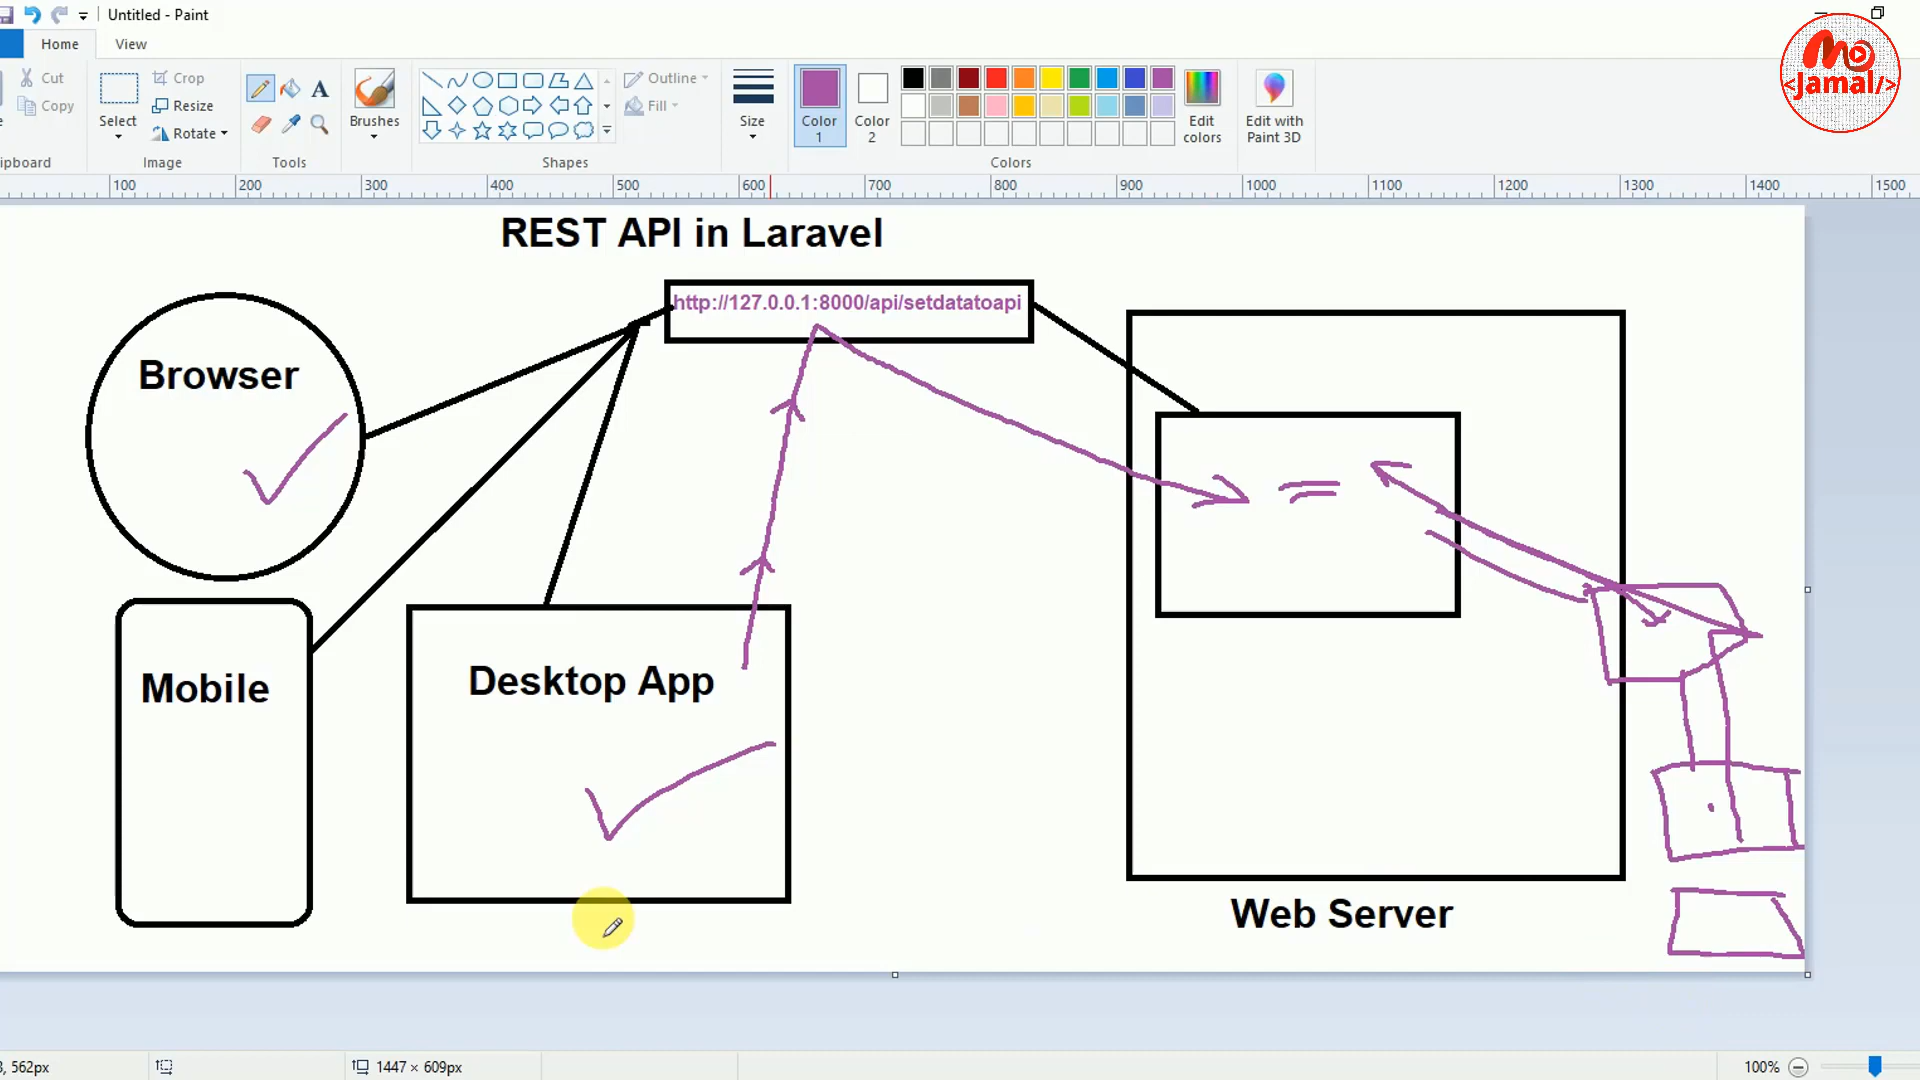 Untitled - Paint
Home
View
Cut
Copy
Crop
Resize
Rotate
Select
Brushes
Outline
Fill
Size
Color
1
Color
2
Edit
colors
Edit with
Paint 3D
ipboard
Image
Tools
Shapes
Colors
Mo
<Jamal/>
100
200
300
400
500
600
700
800
900
1000
1100
1200
1300
1400
1500
REST API in Laravel
http://127.0.0.1:8000/api/setdatatoapi
Browser
Mobile
Desktop App
Web Server
, 562px
1447 × 609px
100%